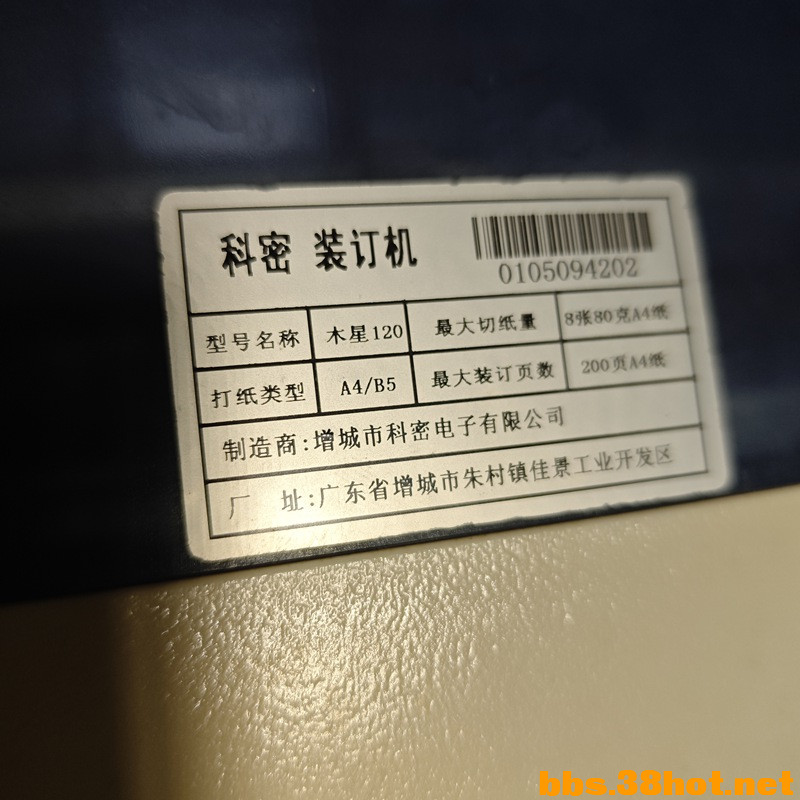 科密 装订机
0105094202
型号名称 木星120 最大切纸量 8张80克A4纸
打纸类型 A4/B5 最大装订页数 200页A4纸
制造商:增城市科密电子有限公司
厂 址:广东省增城市朱村镇佳景工业开发区
bbs.38hot.net